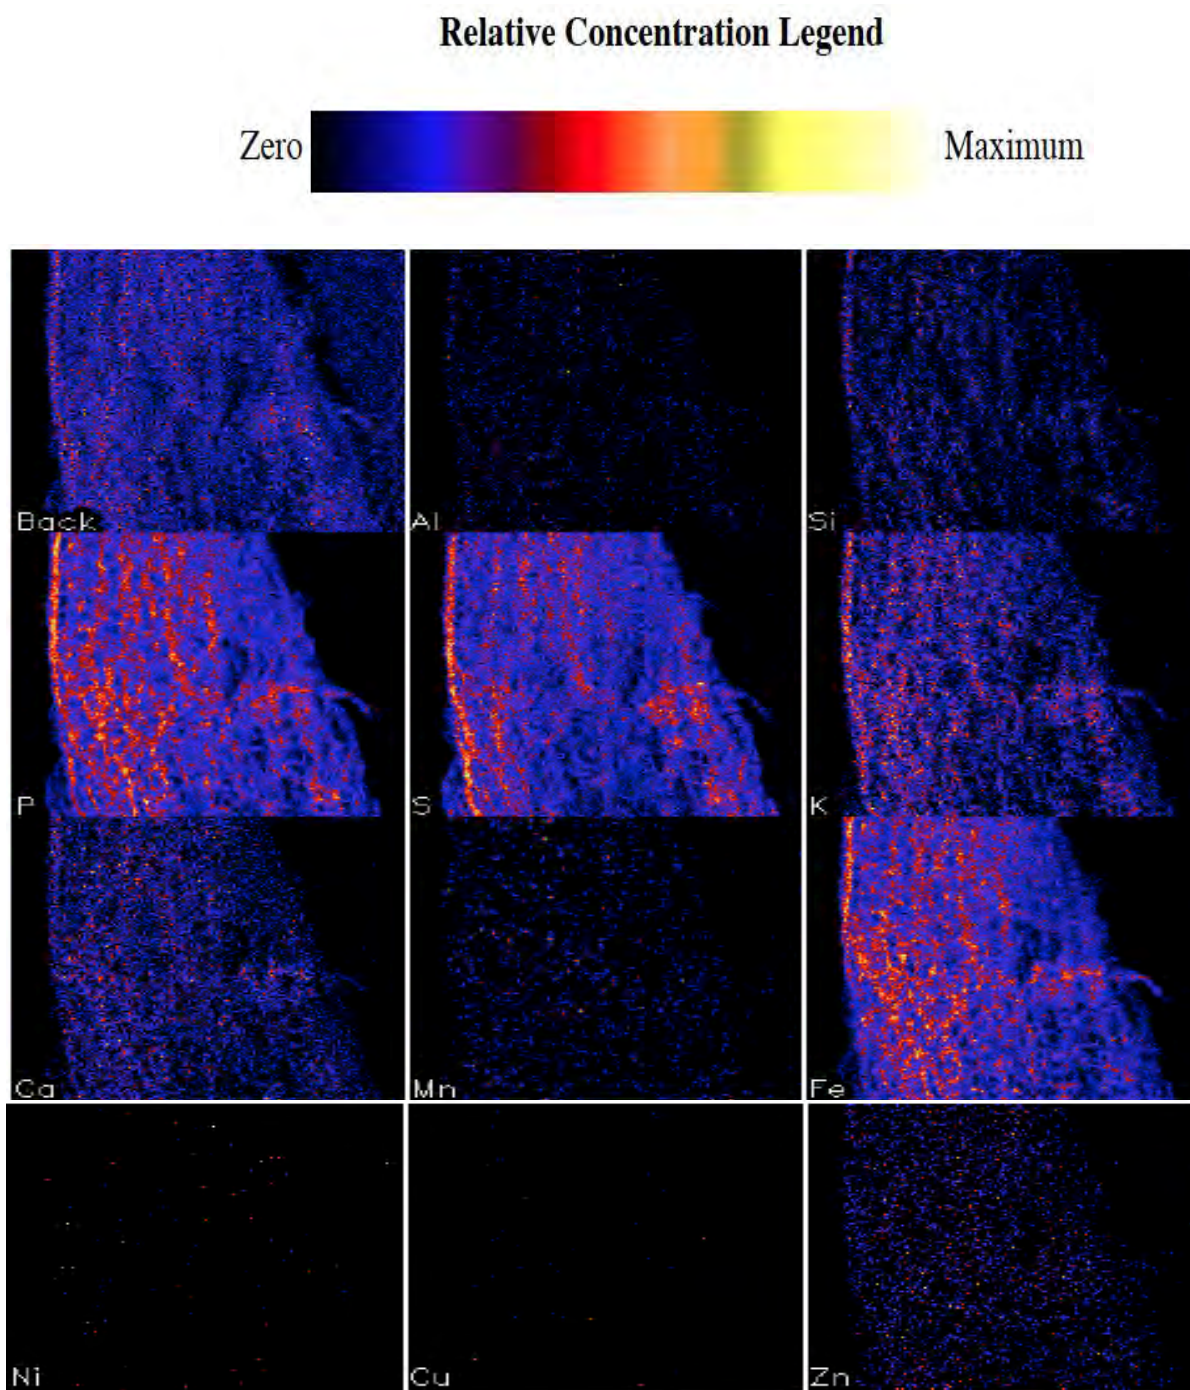 Relative Concentration Legend
Zero
Maximum
Back
Al
Si
P
S
K
Ca
Mn
Fe
Ni
Cu
Zn